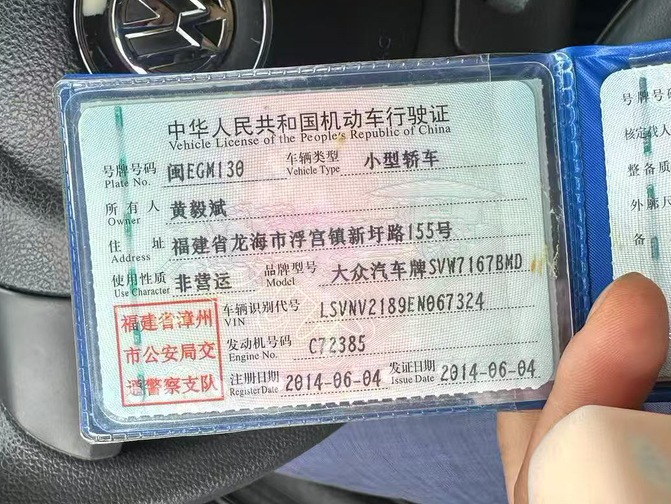 中华人民共和国机动车行驶证
Vehicle License of the People's Republic of China
号牌号码 闽EGM130 车辆类型 小型轿车
Plate No. Vehicle Type
所有人 黄毅斌
Owner
住址 福建省龙海市浮宫镇新圩路155号
Address
使用性质 非营运 品牌型号 大众汽车牌SVW7167BMD
Use Character Model
福建省漳州
市公安局交
通警察支队
车辆识别代号 LSVNV2189EN067324
VIN
发动机号码 C72385
Engine No.
注册日期 2014-06-04 发证日期 2014-06-04
Register Date Issue Date
号牌号码
核定载人
整备质
外廓尺
备